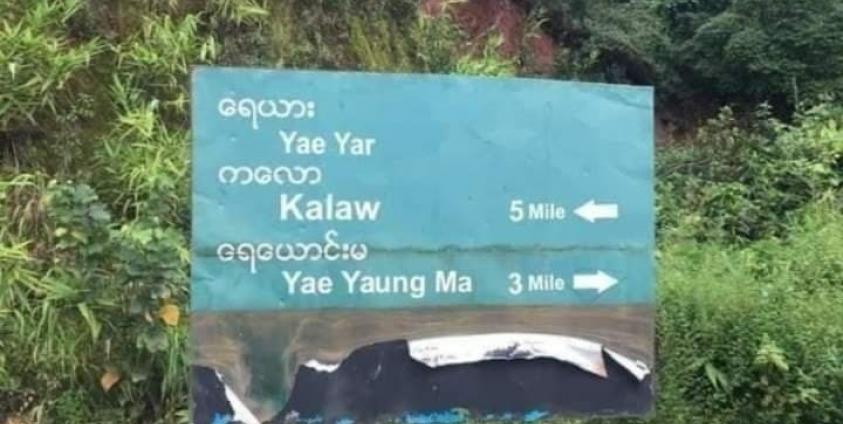 ရေယား
Yae Yar
ကလော
Kalaw 5 Mile
ရေယောင်းမ
Yae Yaung Ma 3 Mile